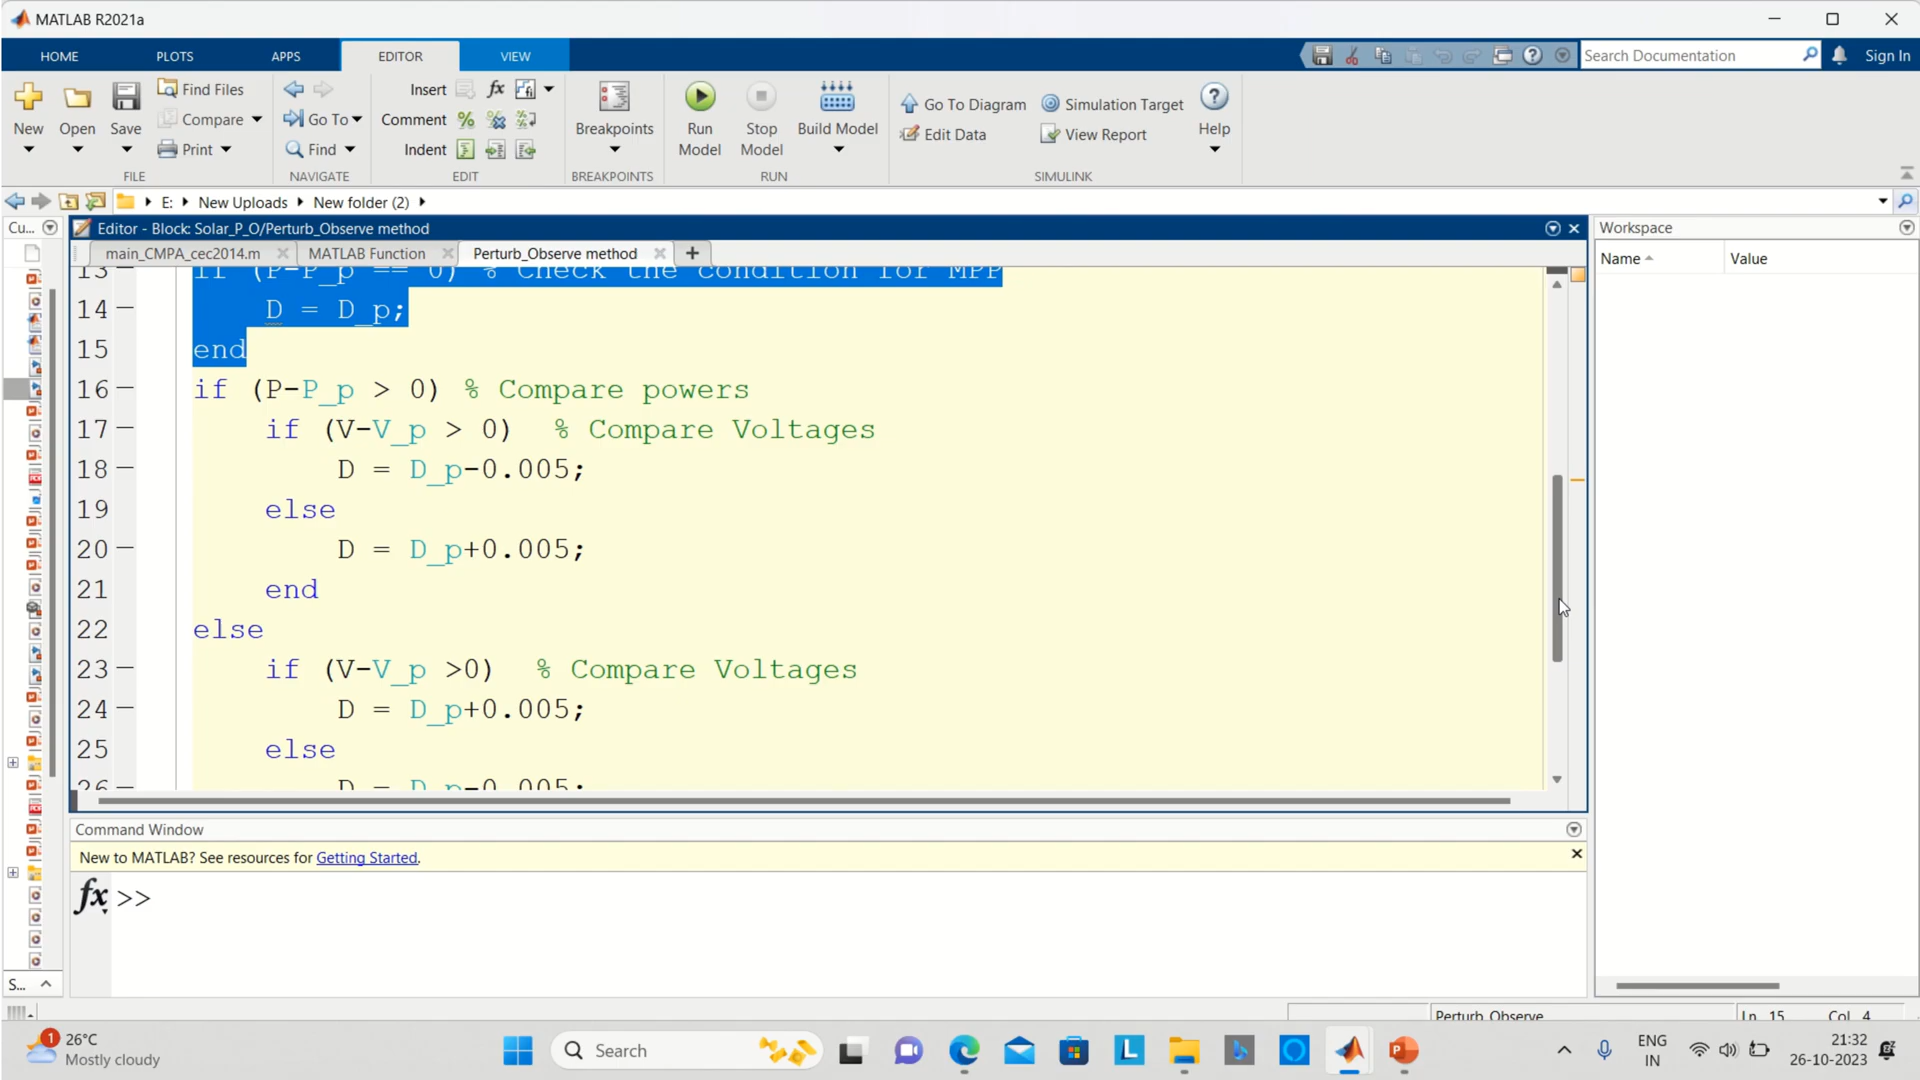 MATLAB R2021a
HOME PLOTS APPS EDITOR VIEW
Search Documentation
Sign In
New
Open
Save
Find Files
Compare
Print
FILE
Go To
Find
NAVIGATE
Insert
Comment
Indent
EDIT
Breakpoints
BREAKPOINTS
Run Model
Stop Model
Build Model
RUN
Go To Diagram
Edit Data
Simulation Target
View Report
SIMULINK
Help
E: New Uploads New folder (2)
Cu...
Editor - Block: Solar_P_O/Perturb_Observe method
main_CMPA_cec2014.m MATLAB Function Perturb_Observe method
13 if (P-P_p == 0) % Check the condition for MPP
14 D = D_p;
15 end
16 if (P-P_p > 0) % Compare powers
17 if (V-V_p > 0) % Compare Voltages
18 D = D_p-0.005;
19 else
20 D = D_p+0.005;
21 end
22 else
23 if (V-V_p >0) % Compare Voltages
24 D = D_p+0.005;
25 else
26 D = D_p-0.005;
Workspace
Name Value
Command Window
New to MATLAB? See resources for Getting Started.
fx >>
S...
Perturb_Observe Ln 15 Col 4
1
26°C
Mostly cloudy
Search
ENG
IN
21:32
26-10-2023